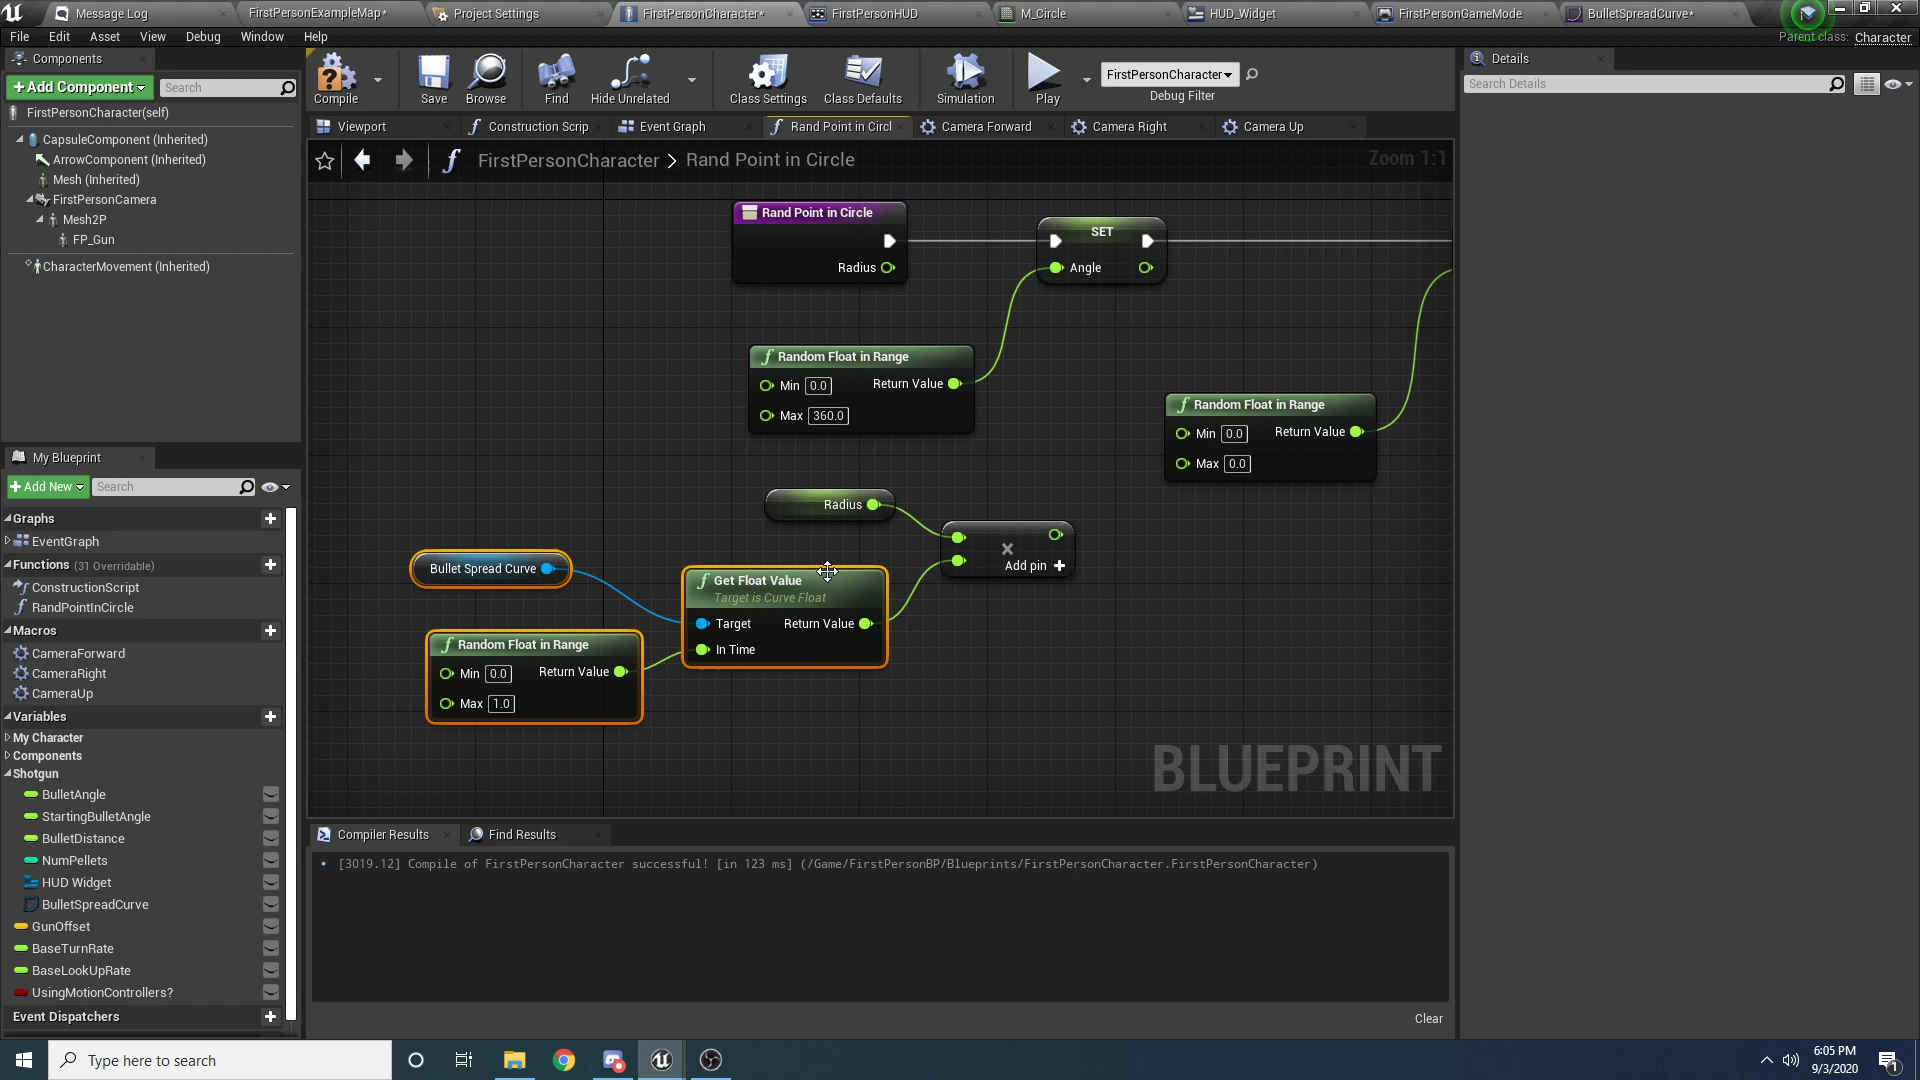 Message Log
FirstPersonExampleMap*
Project Settings
FirstPersonCharacter*
FirstPersonHUD
M_Circle
HUD_Widget
FirstPersonGameMode
BulletSpreadCurve*
File
Edit
Asset
View
Debug
Window
Help
Parent class: Character
Components
+Add Component
Search
FirstPersonCharacter(self)
CapsuleComponent (Inherited)
ArrowComponent (Inherited)
Mesh (Inherited)
FirstPersonCamera
Mesh2P
FP_Gun
CharacterMovement (Inherited)
Compile
Save
Browse
Find
Hide Unrelated
Class Settings
Class Defaults
Simulation
Play
FirstPersonCharacter
Debug Filter
Viewport
Construction Scrip
Event Graph
Rand Point in Circl
Camera Forward
Camera Right
Camera Up
FirstPersonCharacter > Rand Point in Circle
Zoom 1:1
Rand Point in Circle
Radius
SET
Angle
Random Float in Range
Min 0.0
Return Value
Max 360.0
Random Float in Range
Min 0.0
Return Value
Max 0.0
Radius
Add pin +
Bullet Spread Curve
Get Float Value
Target is Curve Float
Target
Return Value
In Time
Random Float in Range
Min 0.0
Return Value
Max 1.0
BLUEPRINT
My Blueprint
+Add New
Search
Graphs
EventGraph
Functions (31 Overridable)
ConstructionScript
RandPointInCircle
Macros
CameraForward
CameraRight
CameraUp
Variables
My Character
Components
Shotgun
BulletAngle
StartingBulletAngle
BulletDistance
NumPellets
HUD Widget
BulletSpreadCurve
GunOffset
BaseTurnRate
BaseLookUpRate
UsingMotionControllers?
Event Dispatchers
Compiler Results
Find Results
[3019.12] Compile of FirstPersonCharacter successful! [in 123 ms] (/Game/FirstPersonBP/Blueprints/FirstPersonCharacter.FirstPersonCharacter)
Clear
Details
Search Details
Type here to search
6:05 PM
9/3/2020
1